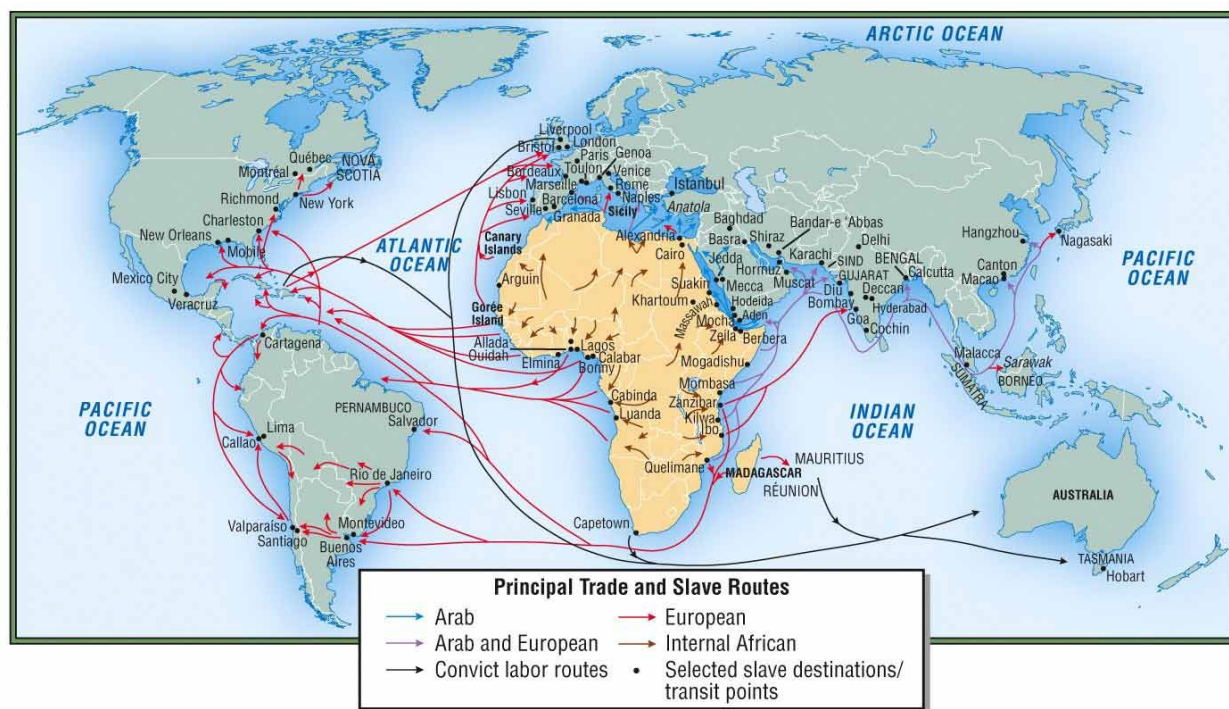 ARCTIC OCEAN
PACIFIC
OCEAN
ATLANTIC
OCEAN
PACIFIC
OCEAN
INDIAN
OCEAN
Québec
Montréal
NOVA
SCOTIA
Richmond
New York
Charleston
New Orleans
Mobile
Mexico City
Veracruz
Cartagena
PERNAMBUCO
Salvador
Lima
Callao
Rio de Janeiro
Valparaíso
Santiago
Montevideo
Buenos
Aires
Liverpool
Bristol
London
Paris
Genoa
Bordeaux
Toulon
Venice
Marseille
Rome
Lisbon
Barcelona
Naples
Seville
Granada
Sicily
Istanbul
Anatola
Canary
Islands
Alexandria
Cairo
Arguin
Gorée
Island
Allada
Ouidah
Lagos
Elmina
Calabar
Bonny
Cabinda
Luanda
Capetown
Suakin
Khartoum
Massawah
Baghdad
Basra
Shiraz
Bandar-e ‘Abbas
Jedda
Mecca
Hormuz
Muscat
Hodeida
Mocha
Aden
Zeila
Berbera
Mogadishu
Mombasa
Zanzibar
Kilwa
Ibo
Quelimane
MADAGASCAR
MAURITIUS
RÉUNION
Karachi
SIND
Delhi
GUJARAT
BENGAL
Calcutta
Diu
Deccan
Bombay
Hyderabad
Goa
Cochin
Hangzhou
Nagasaki
Canton
Macao
Malacca
SUMATRA
Sarawak
BORNEO
AUSTRALIA
TASMANIA
Hobart
Principal Trade and Slave Routes
Arab
European
Arab and European
Internal African
Convict labor routes
Selected slave destinations/
transit points